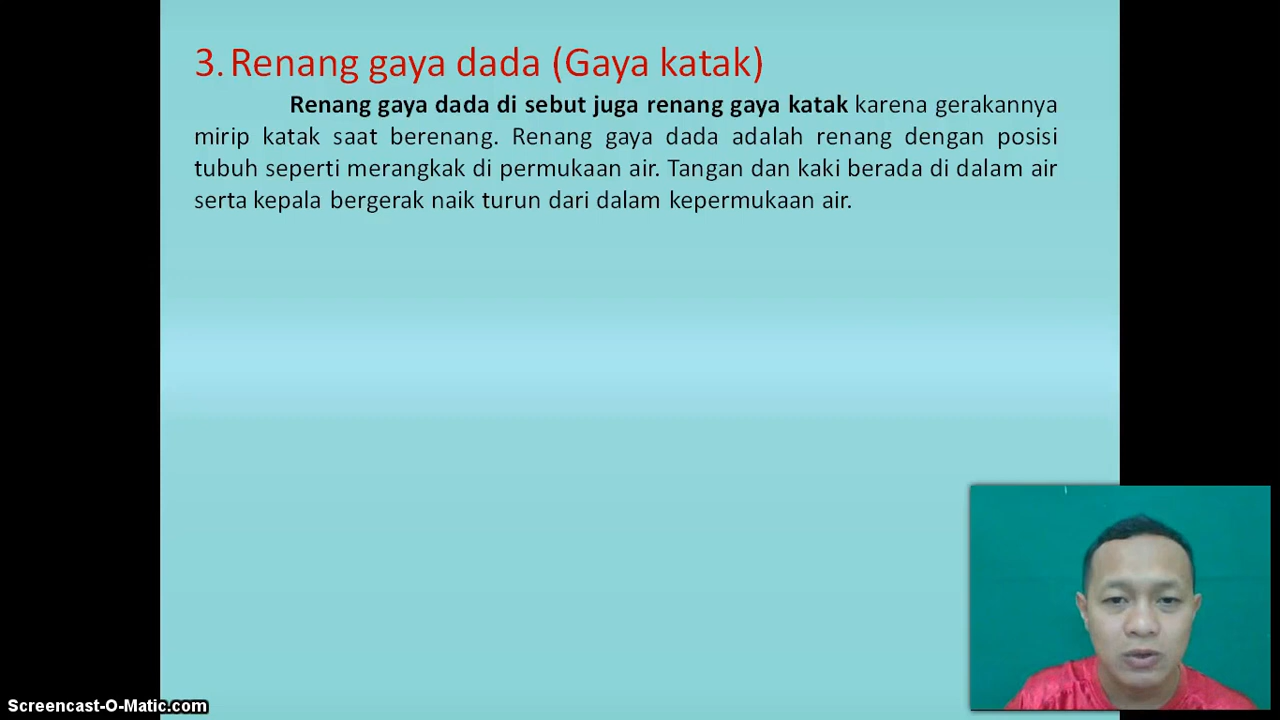 3. Renang gaya dada (Gaya katak)
Renang gaya dada di sebut juga renang gaya katak karena gerakannya
mirip katak saat berenang. Renang gaya dada adalah renang dengan posisi
tubuh seperti merangkak di permukaan air. Tangan dan kaki berada di dalam air
serta kepala bergerak naik turun dari dalam kepermukaan air.
Screencast-O-Matic.com